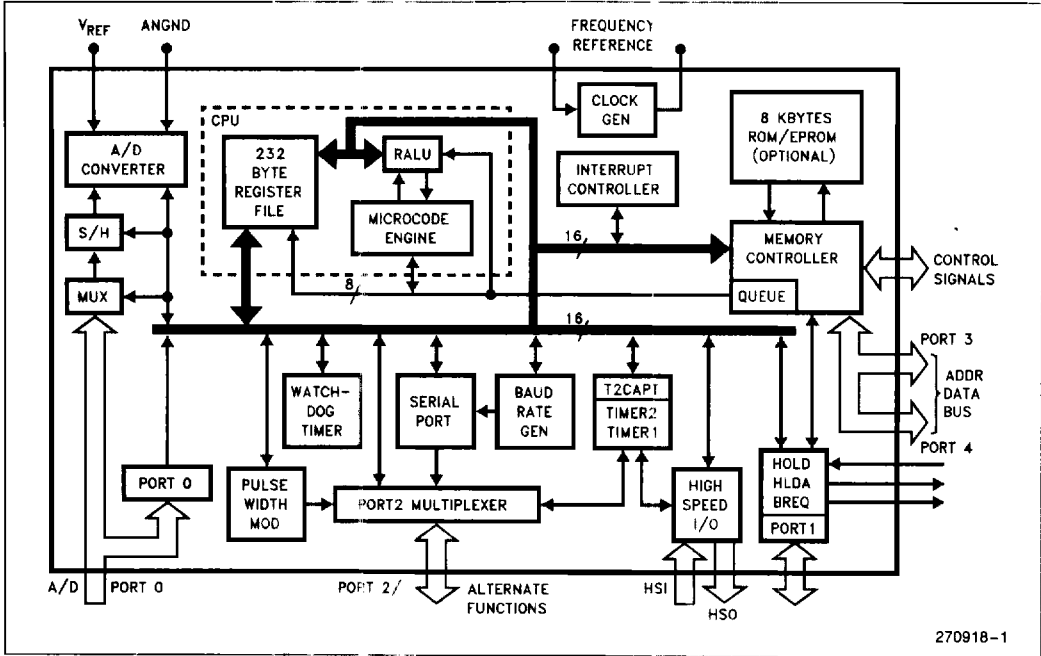 VREF
ANGND
FREQUENCY
REFERENCE
CPU
CLOCK
GEN
8 KBYTES
ROM/EPROM
(OPTIONAL)
A/D
CONVERTER
232
BYTE
REGISTER
FILE
RALU
INTERRUPT
CONTROLLER
MICROCODE
ENGINE
S/H
16/
MEMORY
CONTROLLER
CONTROL
SIGNALS
MUX
8/
QUEUE
16/
PORT 3
ADDR
DATA
BUS
PORT 4
WATCH-
DOG
TIMER
SERIAL
PORT
BAUD
RATE
GEN
T2CAPT
TIMER2
TIMER1
PORT 0
PULSE
WIDTH
MOD
PORT2 MULTIPLEXER
HIGH
SPEED
I/O
HOLD
HLDA
BREQ
PORT1
A/D
PORT 0
PORT 2/
ALTERNATE
FUNCTIONS
HSI
HSO
270918-1